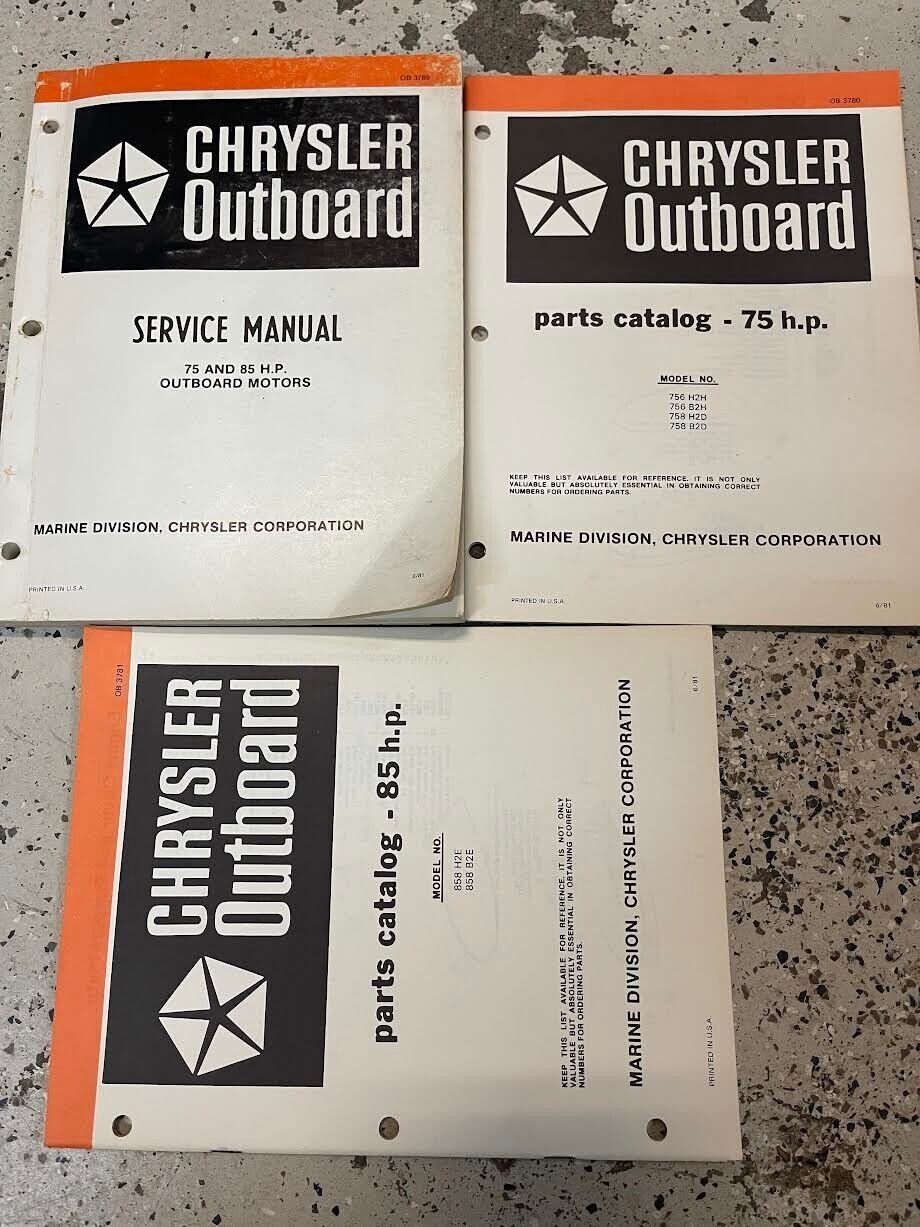 OB 3789
CHRYSLER
Outboard
SERVICE MANUAL
75 AND 85 H.P.
OUTBOARD MOTORS
MARINE DIVISION, CHRYSLER CORPORATION
PRINTED IN U.S.A.
8/81
OB 3780
CHRYSLER
Outboard
parts catalog - 75 h.p.
MODEL NO.
756 H2H
756 B2H
758 H2D
758 B2D
KEEP THIS LIST AVAILABLE FOR REFERENCE. IT IS NOT ONLY
VALUABLE BUT ABSOLUTELY ESSENTIAL IN OBTAINING CORRECT
NUMBERS FOR ORDERING PARTS.
MARINE DIVISION, CHRYSLER CORPORATION
PRINTED IN U.S.A.
6/81
OB 3781
CHRYSLER
Outboard
parts catalog - 85 h.p.
MODEL NO.
858 H2E
858 B2E
KEEP THIS LIST AVAILABLE FOR REFERENCE. IT IS NOT ONLY
VALUABLE BUT ABSOLUTELY ESSENTIAL IN OBTAINING CORRECT
NUMBERS FOR ORDERING PARTS.
MARINE DIVISION, CHRYSLER CORPORATION
PRINTED IN U.S.A.
6/81